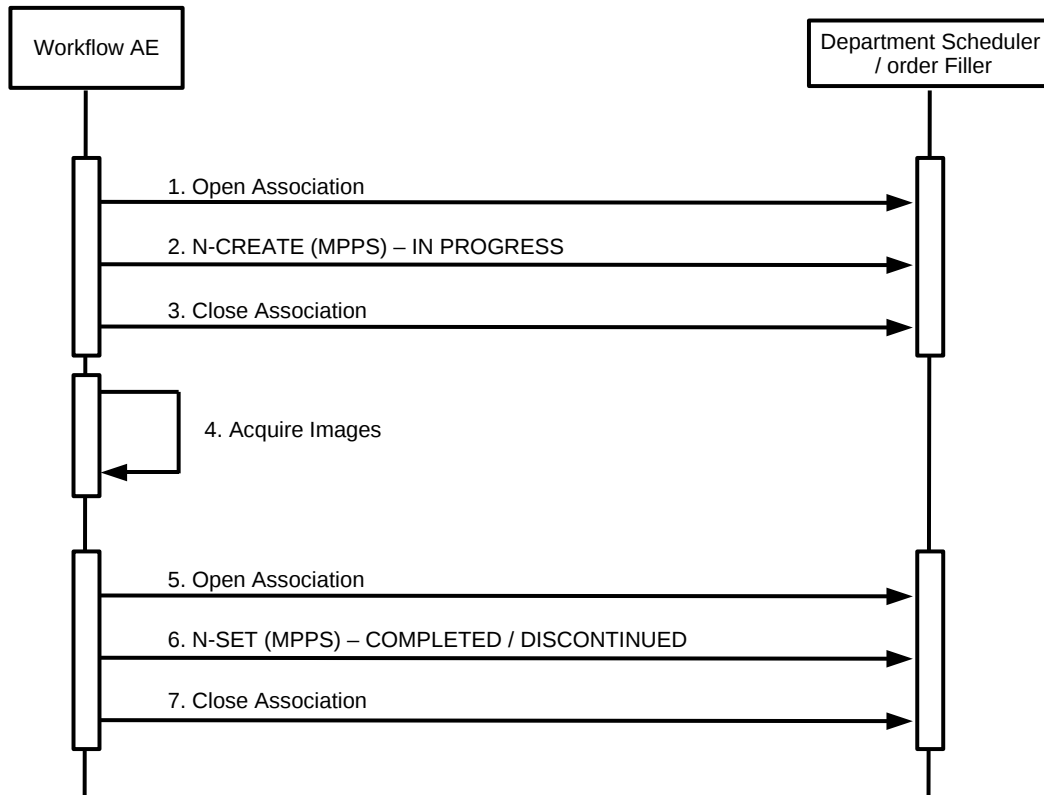 Workflow AE
Department Scheduler
/ order Filler
1. Open Association
2. N-CREATE (MPPS) – IN PROGRESS
3. Close Association
4. Acquire Images
5. Open Association
6. N-SET (MPPS) – COMPLETED / DISCONTINUED
7. Close Association